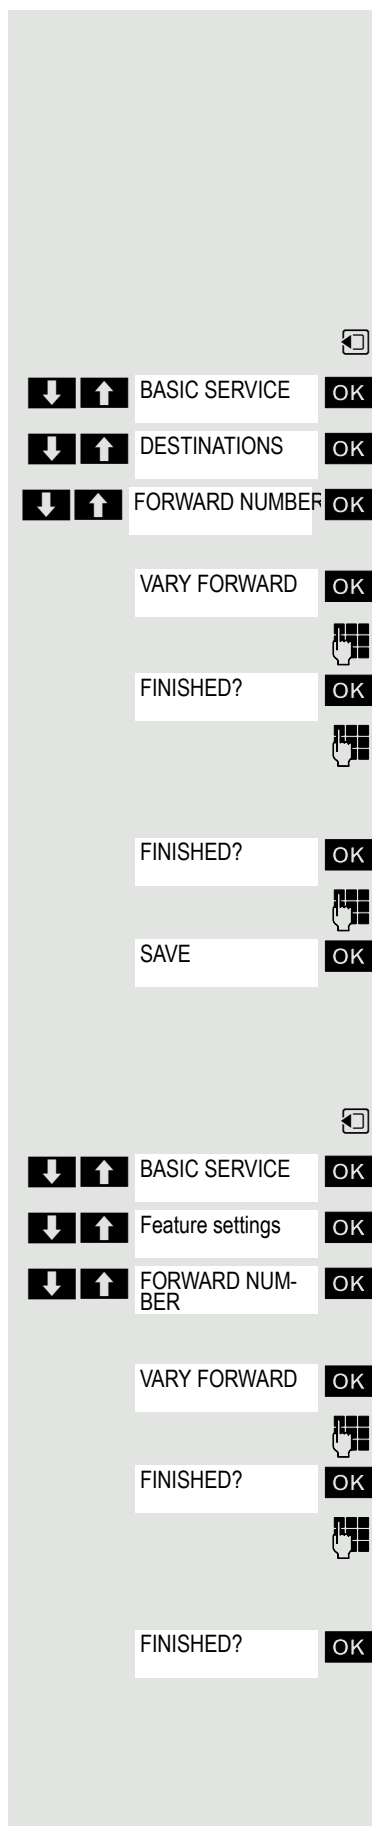 BASIC SERVICE OK
DESTINATIONS OK
FORWARD NUMBER OK
VARY FORWARD OK
FINISHED? OK
FINISHED? OK
SAVE OK
BASIC SERVICE OK
Feature settings OK
FORWARD NUM- OK
BER
VARY FORWARD OK
FINISHED? OK
FINISHED? OK